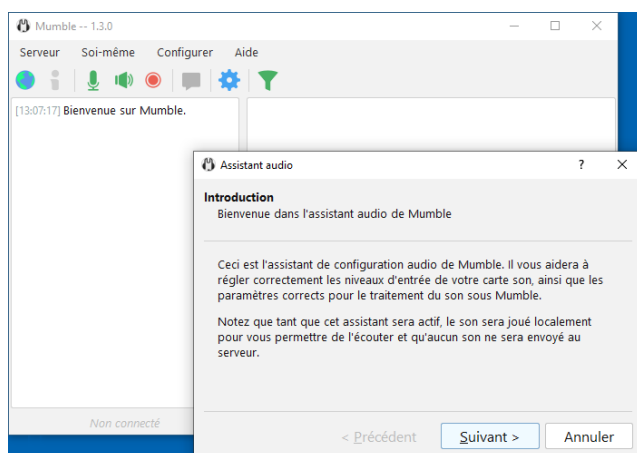 Mumble -- 1.3.0
Serveur Soi-même Configurer Aide
[13:07:17] Bienvenue sur Mumble.
Assistant audio
Introduction
Bienvenue dans l'assistant audio de Mumble
Ceci est l'assistant de configuration audio de Mumble. Il vous aidera à
régler correctement les niveaux d'entrée de votre carte son, ainsi que les
paramètres corrects pour le traitement du son sous Mumble.
Notez que tant que cet assistant sera actif, le son sera joué localement
pour vous permettre de l'écouter et qu'aucun son ne sera envoyé au
serveur.
Non connecté
< Précédent Suivant > Annuler